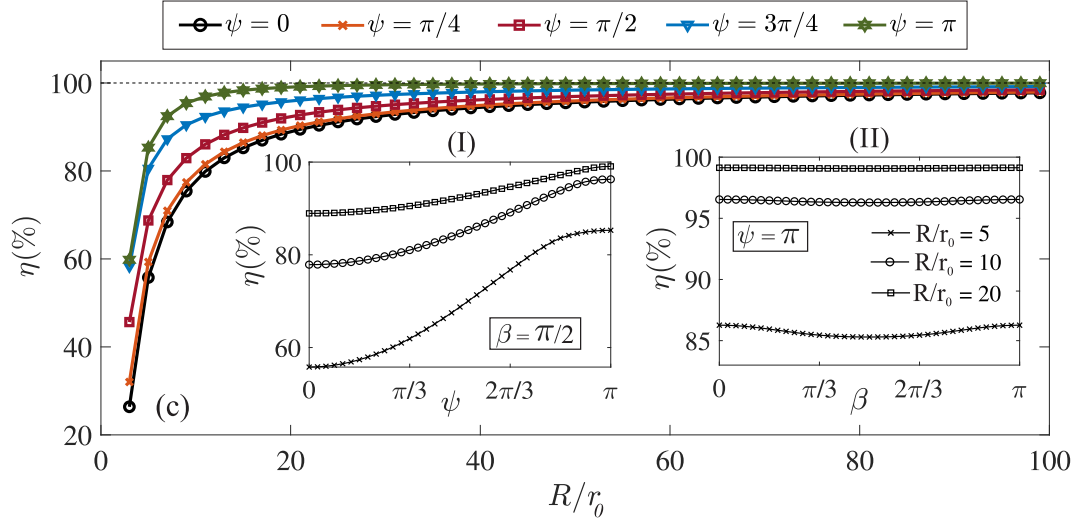 ψ = 0 ψ = π/4 ψ = π/2 ψ = 3π/4 ψ = π
η(%)
100
80
60
40
20
0 20 40 60 80 100
R/r₀
(c)
(I)
η(%)
100
80
60
0 π/3 2π/3 π
ψ
β = π/2
(II)
η(%)
100
95
90
85
0 π/3 2π/3 π
β
ψ = π
R/r₀ = 5
R/r₀ = 10
R/r₀ = 20